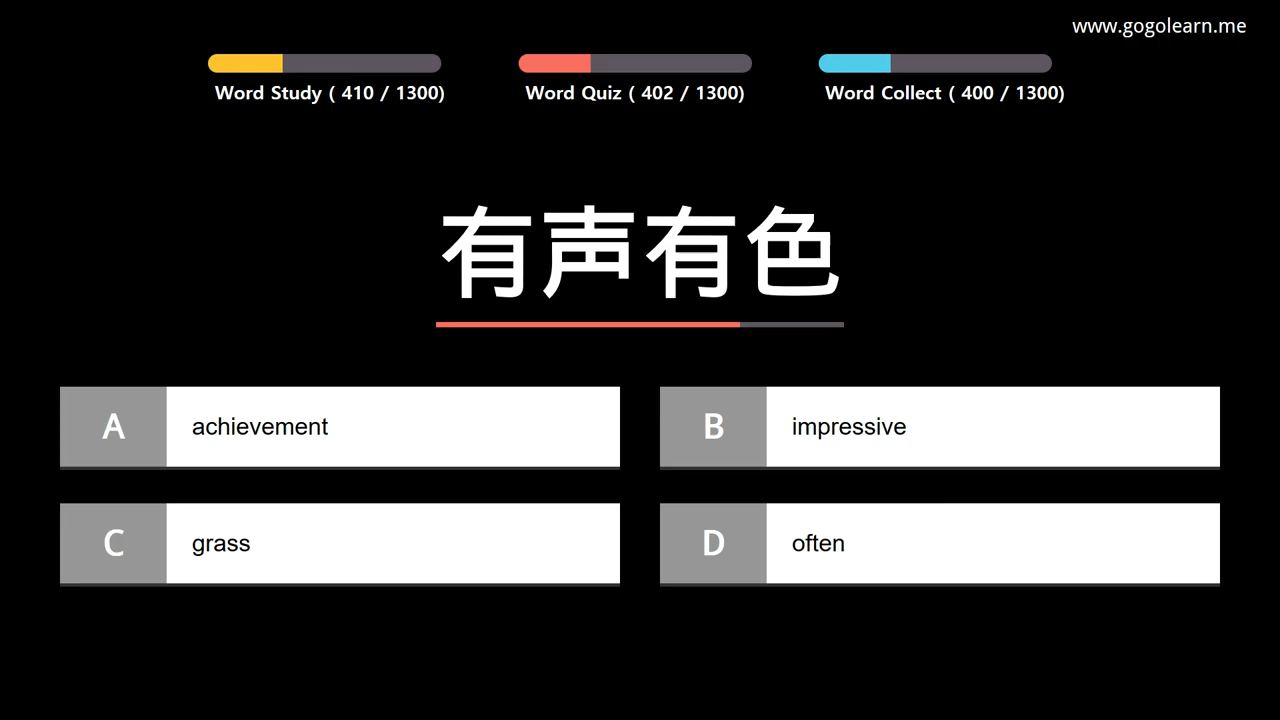 www.gogolearn.me
Word Study ( 410 / 1300)
Word Quiz ( 402 / 1300)
Word Collect ( 400 / 1300)
有声有色
A achievement
B impressive
C grass
D often